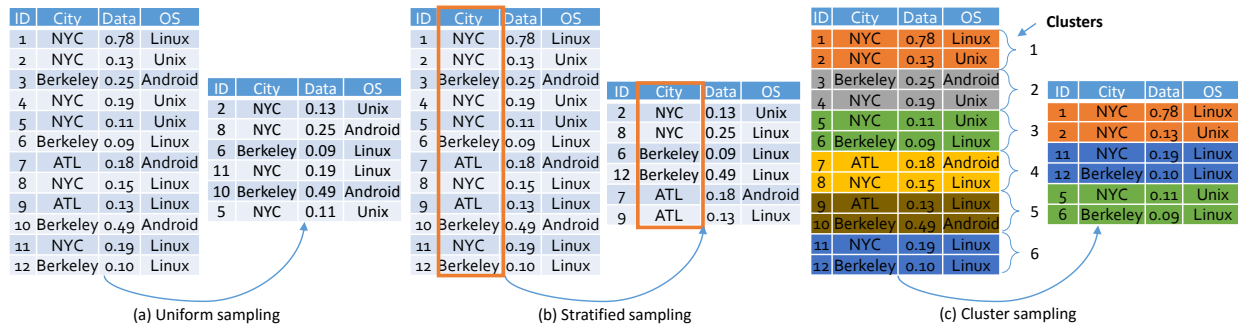 ID City Data OS
1 NYC 0.78 Linux
2 NYC 0.13 Unix
3 Berkeley 0.25 Android
4 NYC 0.19 Unix
5 NYC 0.11 Unix
6 Berkeley 0.09 Linux
7 ATL 0.18 Android
8 NYC 0.15 Linux
9 ATL 0.13 Linux
10 Berkeley 0.49 Android
11 NYC 0.19 Linux
12 Berkeley 0.10 Linux
ID City Data OS
2 NYC 0.13 Unix
8 NYC 0.25 Android
6 Berkeley 0.09 Linux
11 NYC 0.19 Linux
10 Berkeley 0.49 Android
5 NYC 0.11 Unix
(a) Uniform sampling
ID City Data OS
1 NYC 0.78 Linux
2 NYC 0.13 Unix
3 Berkeley 0.25 Android
4 NYC 0.19 Unix
5 NYC 0.11 Unix
6 Berkeley 0.09 Linux
7 ATL 0.18 Android
8 NYC 0.15 Linux
9 ATL 0.13 Linux
10 Berkeley 0.49 Android
11 NYC 0.19 Linux
12 Berkeley 0.10 Linux
ID City Data OS
2 NYC 0.13 Unix
8 NYC 0.25 Linux
6 Berkeley 0.09 Linux
12 Berkeley 0.49 Linux
7 ATL 0.18 Android
9 ATL 0.13 Linux
(b) Stratified sampling
ID City Data OS
1 NYC 0.78 Linux
2 NYC 0.13 Unix
3 Berkeley 0.25 Android
4 NYC 0.19 Unix
5 NYC 0.11 Unix
6 Berkeley 0.09 Linux
7 ATL 0.18 Android
8 NYC 0.15 Linux
9 ATL 0.13 Linux
10 Berkeley 0.49 Android
11 NYC 0.19 Linux
12 Berkeley 0.10 Linux
Clusters
1
2
3
4
5
6
ID City Data OS
1 NYC 0.78 Linux
2 NYC 0.13 Unix
11 NYC 0.19 Linux
12 Berkeley 0.10 Linux
5 NYC 0.11 Unix
6 Berkeley 0.09 Linux
(c) Cluster sampling